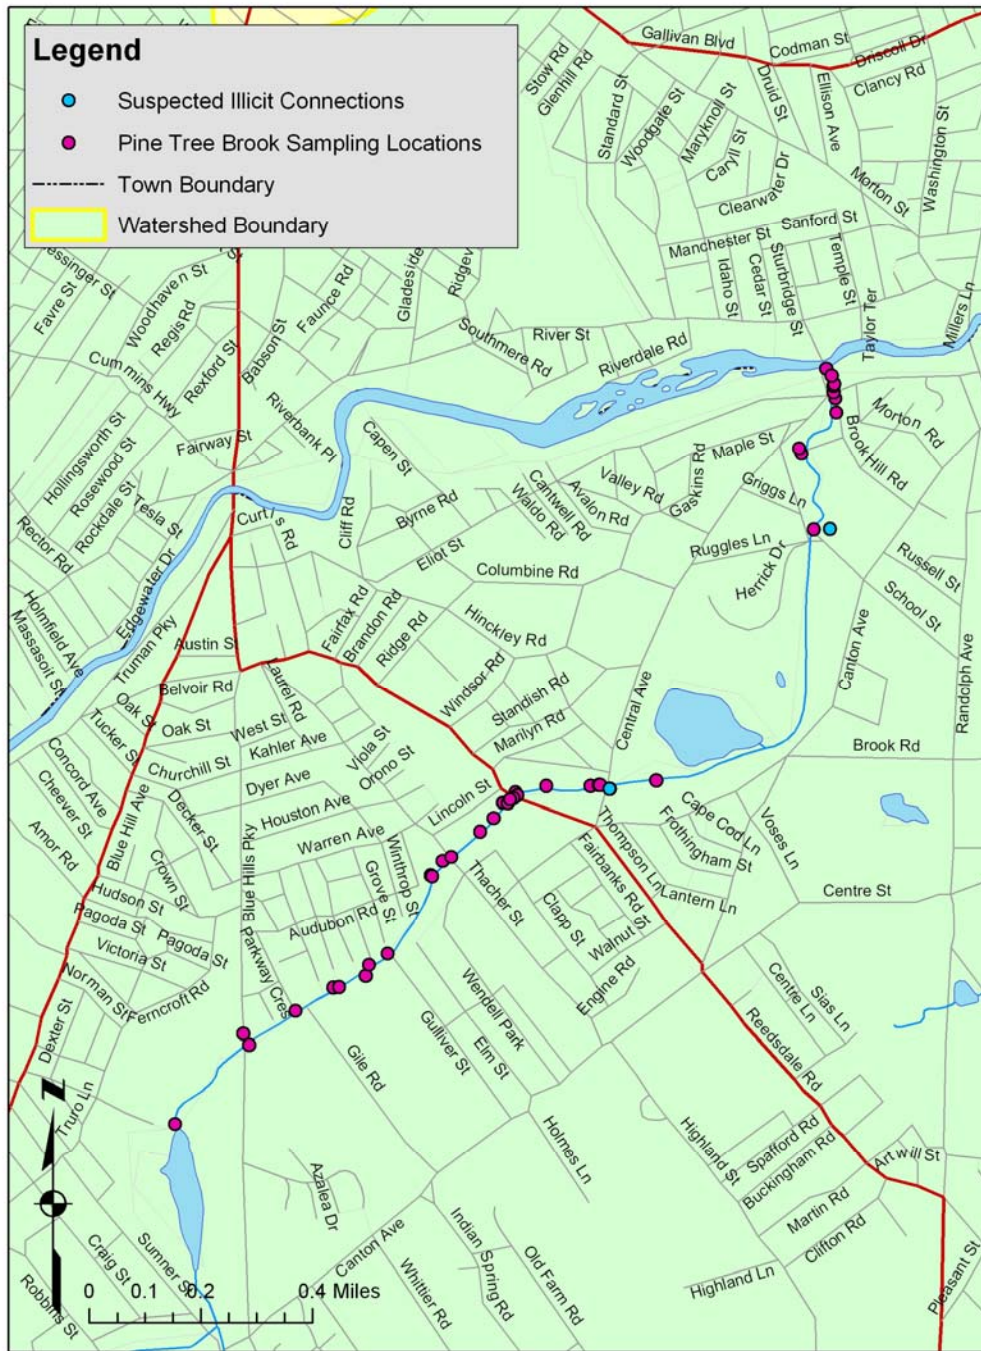 Legend
Suspected Illicit Connections
Pine Tree Brook Sampling Locations
Town Boundary
Watershed Boundary
Gallivan Blvd
Codman St
Driscoll Dr
Clancy Rd
Stow Rd
Glenhill Rd
Standard St
Woodgale St
Maryknoll St
Caryll St
Druid St
Ellison Ave
Washington St
Morton St
Clearwater Dr
Sanford St
Manchester St
Idaho St
Cedar St
Sturbridge St
Temple St
Taylor Ter
Millers Ln
Favre St
Woodhaven St
Regis Rd
Rexford St
Babson St
Faunce Rd
Gladeside
Ridgev
Cummins Hwy
Southmere Rd
River St
Riverdale Rd
Riverbank Pl
Fairway St
Hollingsworth St
Rosewood St
Rockdale St
Tesla St
Rector Rd
Capen St
Cliff Rd
Curtis Rd
Byrne Rd
Eliot St
Waldo Rd
Cantwell Rd
Avalon Rd
Valley Rd
Gaskins Rd
Maple St
Griggs Ln
Ruggles Ln
Herrick Dr
Brook Hill Rd
Morton Rd
Russell St
School St
Columbine Rd
Hinckley Rd
Edgewater Dr
Truman Pky
Holmfield Ave
Massasoit St
Austin St
Fairfax Rd
Brandon Rd
Ridge Rd
Windsor Rd
Standish Rd
Marilyn Rd
Central Ave
Canton Ave
Randolph Ave
Brook Rd
Belvoir Rd
Laurel Rd
Oak St
Oak St
Tucker St
West St
Kahler Ave
Churchill St
Viola St
Orono St
Dyer Ave
Houston Ave
Lincoln St
Concord Ave
Cheever St
Amor Rd
Blue Hill Ave
Decker St
Crown St
Blue Hills Pky
Warren Ave
Winthrop St
Grove St
Audubon Rd
Hudson St
Pagoda St
Pagoda St
Victoria St
Norman St
Ferncroft Rd
Dexter St
Truro Ln
Parkway Cres
Gile Rd
Gulliver St
Elm St
Wendell Park
Thacher St
Clapp St
Walnut St
Engine Rd
Fairbanks Rd
Thompson Ln
Lantern Ln
Frothingham St
Cape Cod Ln
Voses Ln
Centre St
Centre Ln
Sias Ln
Reedsdale Rd
Holmes Ln
Highland St
Spafford Rd
Buckingham Rd
Artwill St
Martin Rd
Clifton Rd
Highland Ln
Pleasant St
Azalea Dr
Canton Ave
Whittier Rd
Indian Spring Rd
Old Farm Rd
Craig St
Sumner St
Robbins St
0 0.1 0.2 0.4 Miles